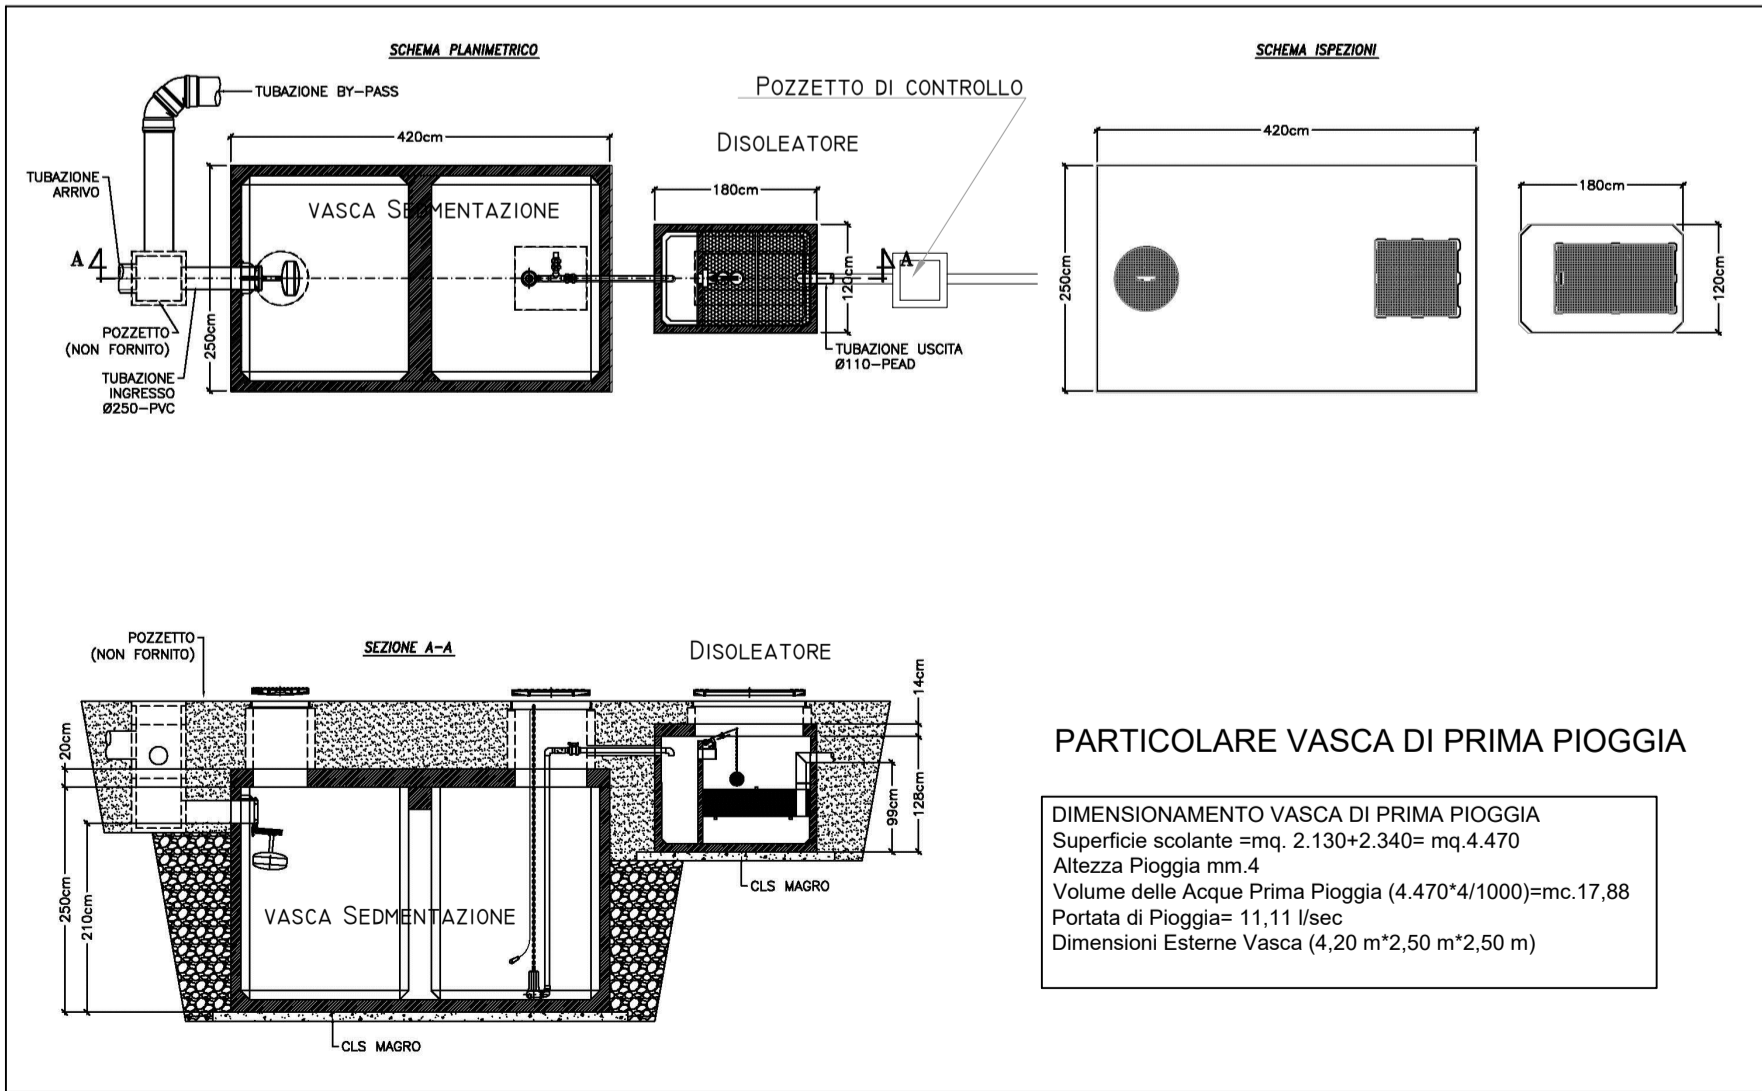 SCHEMA PLANIMETRICO
SCHEMA ISPEZIONI
TUBAZIONE BY-PASS
POZZETTO DI CONTROLLO
420cm
DISOLEATORE
420cm
TUBAZIONE
ARRIVO
180cm
180cm
VASCA SEDMENTAZIONE
A
A
250cm
120cm
250cm
120cm
POZZETTO
(NON FORNITO)
TUBAZIONE USCITA
Ø110-PEAD
TUBAZIONE
INGRESSO
Ø250-PVC
POZZETTO
(NON FORNITO)
SEZIONE A-A
DISOLEATORE
14cm
20cm
128cm
99cm
250cm
210cm
VASCA SEDMENTAZIONE
CLS MAGRO
CLS MAGRO
PARTICOLARE VASCA DI PRIMA PIOGGIA
DIMENSIONAMENTO VASCA DI PRIMA PIOGGIA
Superficie scolante =mq. 2.130+2.340= mq.4.470
Altezza Pioggia mm.4
Volume delle Acque Prima Pioggia (4.470*4/1000)=mc.17,88
Portata di Pioggia= 11,11 l/sec
Dimensioni Esterne Vasca (4,20 m*2,50 m*2,50 m)